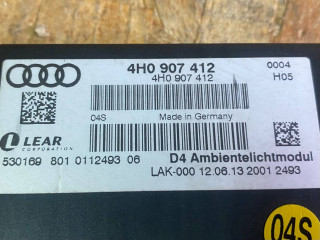 4H0 907 412 0004
4H0 907 412 H05
04S Made in Germany
LEAR
CORPORATION
530169 801 0112493 06 D4 Ambientelichtmodul
LAK-000 12.06.13 2001 2493
04S